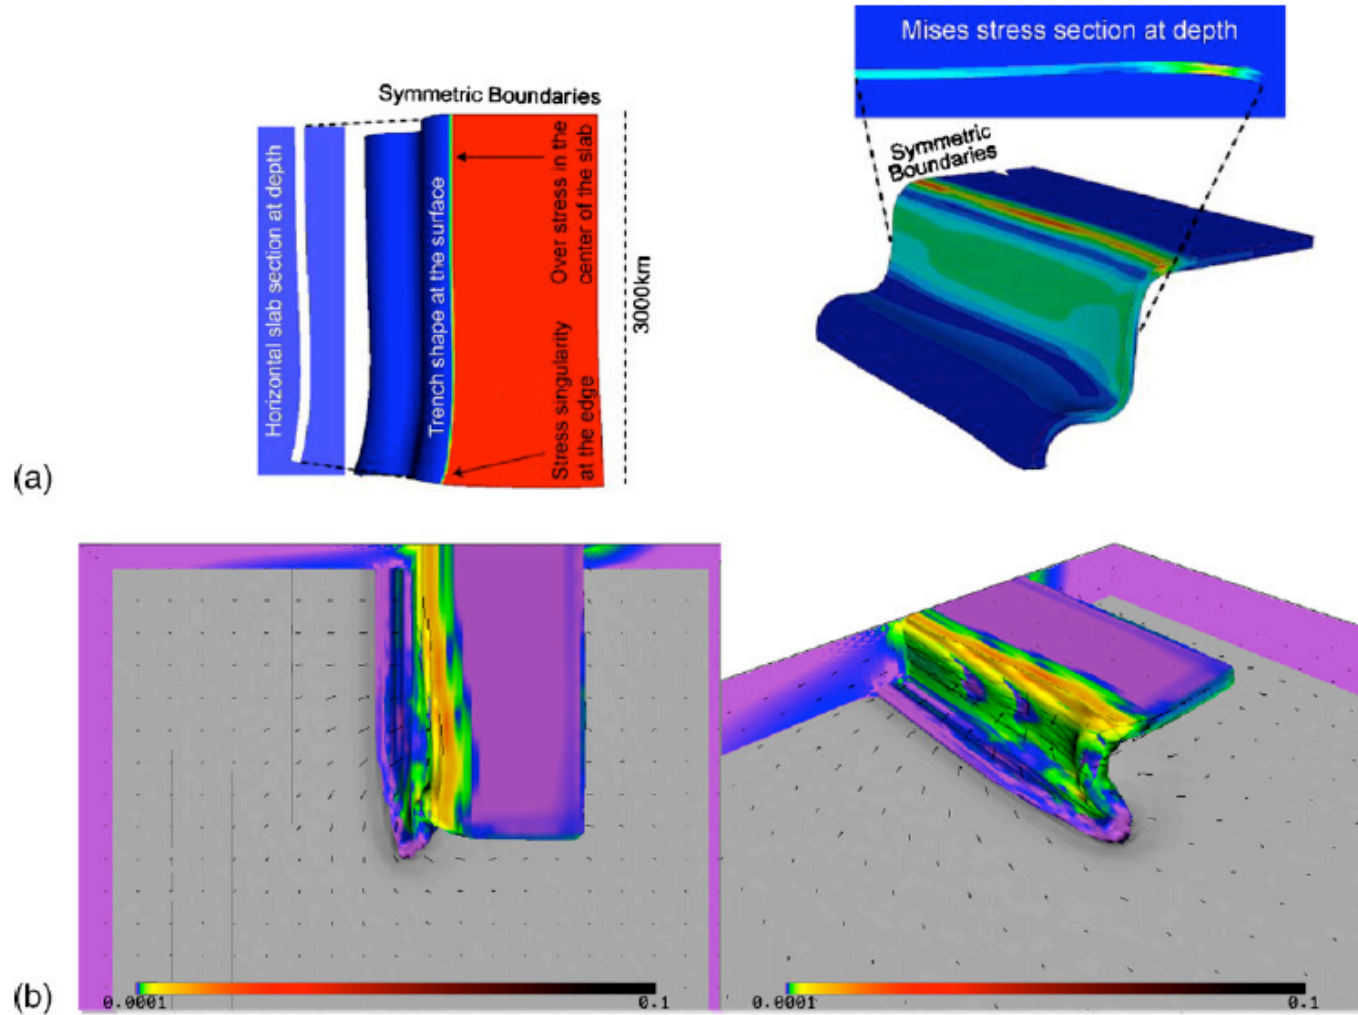 Mises stress section at depth
Symmetric Boundaries
Symmetric
Boundaries
Horizontal slab section at depth
Trench shape at the surface
Over stress in the
center of the slab
Stress singularity
at the edge
3000km
(a)
(b)
0.0001
0.1
0.0001
0.1